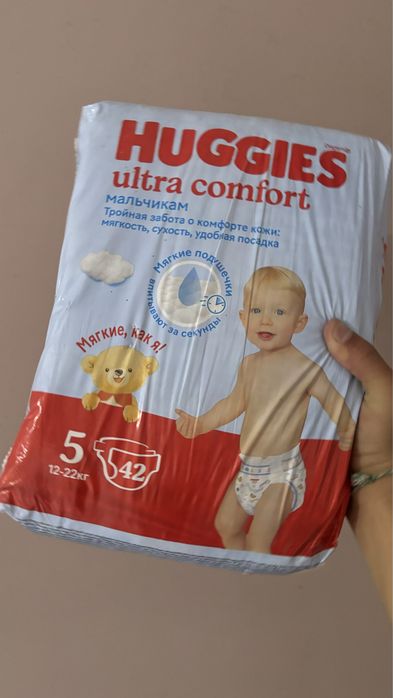 HUGGIES
ultra comfort
мальчикам
Тройная забота о комфорте кожи:
мягкость, сухость, удобная посадка
Мягкие подушечки
впитывают за секунды
Мягкие, как я!
5
12-22кг
42